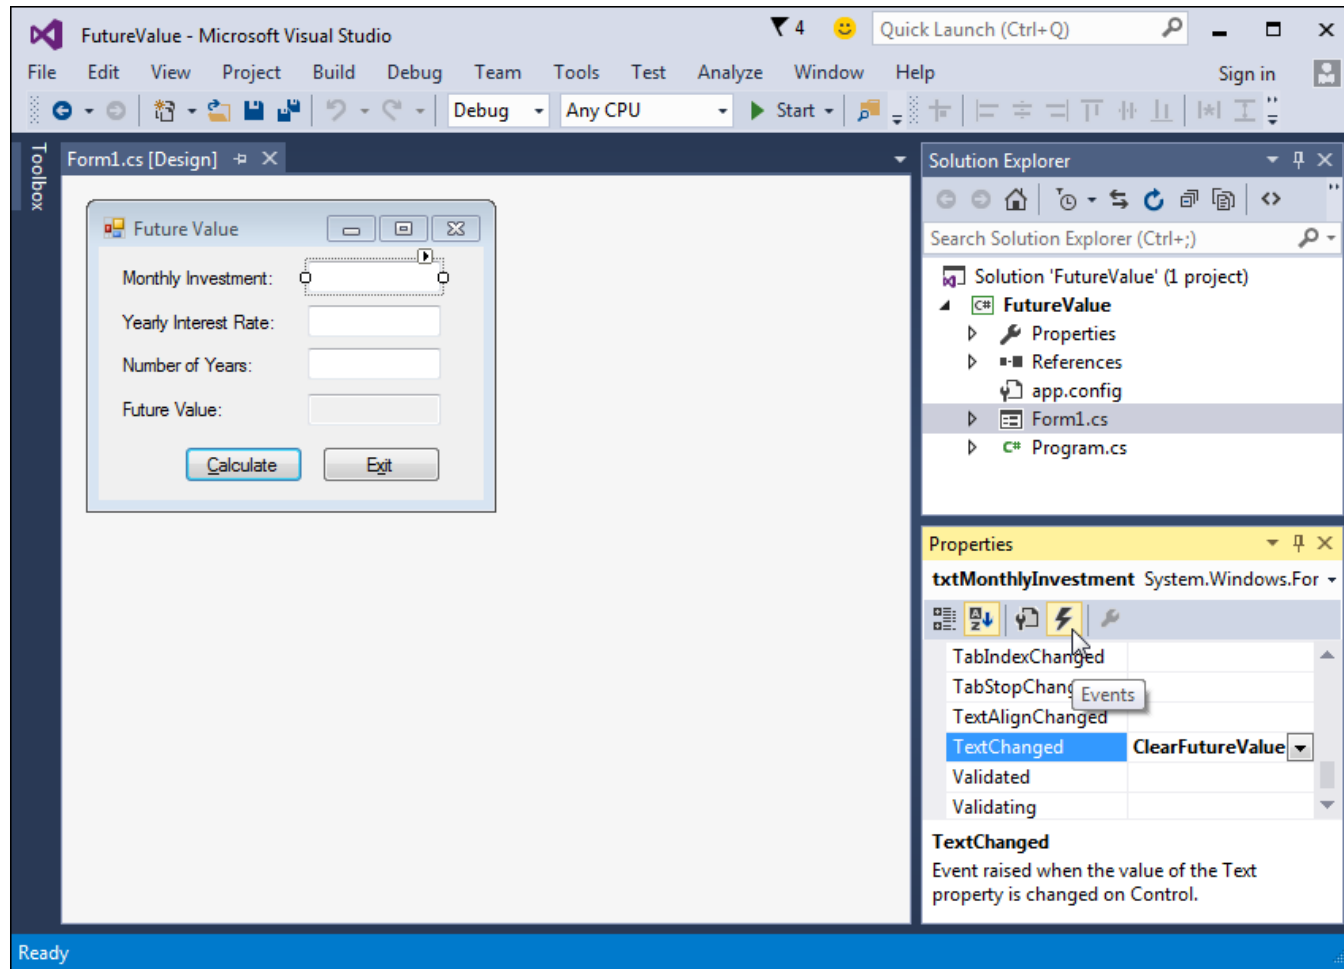 FutureValue - Microsoft Visual Studio
4
Quick Launch (Ctrl+Q)
File Edit View Project Build Debug Team Tools Test Analyze Window Help
Sign in
Debug
Any CPU
Start
Toolbox
Form1.cs [Design]
Future Value
Monthly Investment:
Yearly Interest Rate:
Number of Years:
Future Value:
Calculate
Exit
Solution Explorer
Search Solution Explorer (Ctrl+;)
Solution 'FutureValue' (1 project)
C# FutureValue
Properties
References
app.config
Form1.cs
C# Program.cs
Properties
txtMonthlyInvestment System.Windows.For
TabIndexChanged
TabStopChang
Events
TextAlignChanged
TextChanged ClearFutureValue
Validated
Validating
TextChanged
Event raised when the value of the Text
property is changed on Control.
Ready